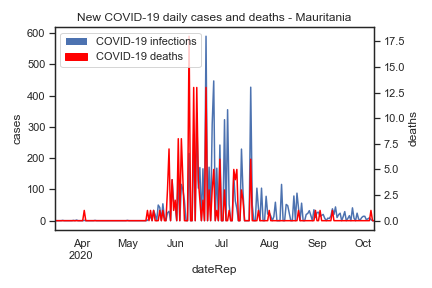 New COVID-19 daily cases and deaths - Mauritania
COVID-19 infections
COVID-19 deaths
600
500
400
300
200
100
0
cases
17.5
15.0
12.5
10.0
7.5
5.0
2.5
0.0
deaths
Apr May Jun Jul Aug Sep Oct
2020
dateRep